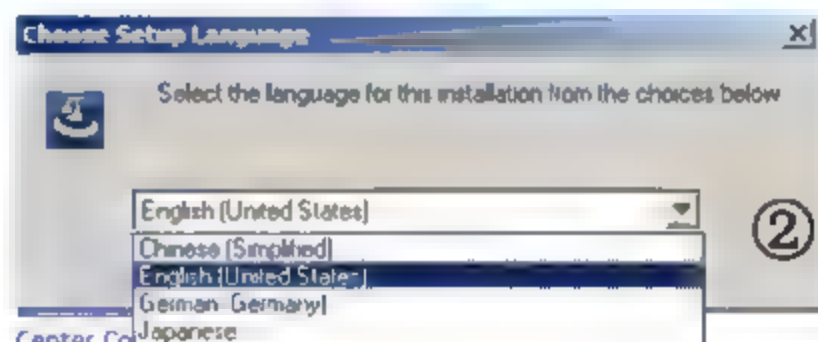 Choose Setup Language
Select the language for this installation from the choices below
English (United States)
②
Chinese (Simplified)
English (United States)
German (Germany)
Japanese
Center